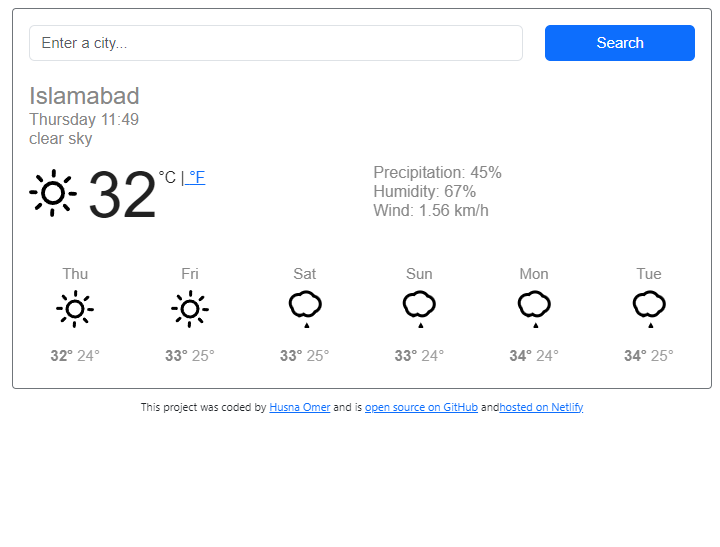 Enter a city...
Search
Islamabad
Thursday 11:49
clear sky
32 °C | °F
Precipitation: 45%
Humidity: 67%
Wind: 1.56 km/h
Thu Fri Sat Sun Mon Tue
32° 24° 33° 25° 33° 25° 33° 24° 34° 24° 34° 25°
This project was coded by Husna Omer and is open source on GitHub andhosted on Netlify